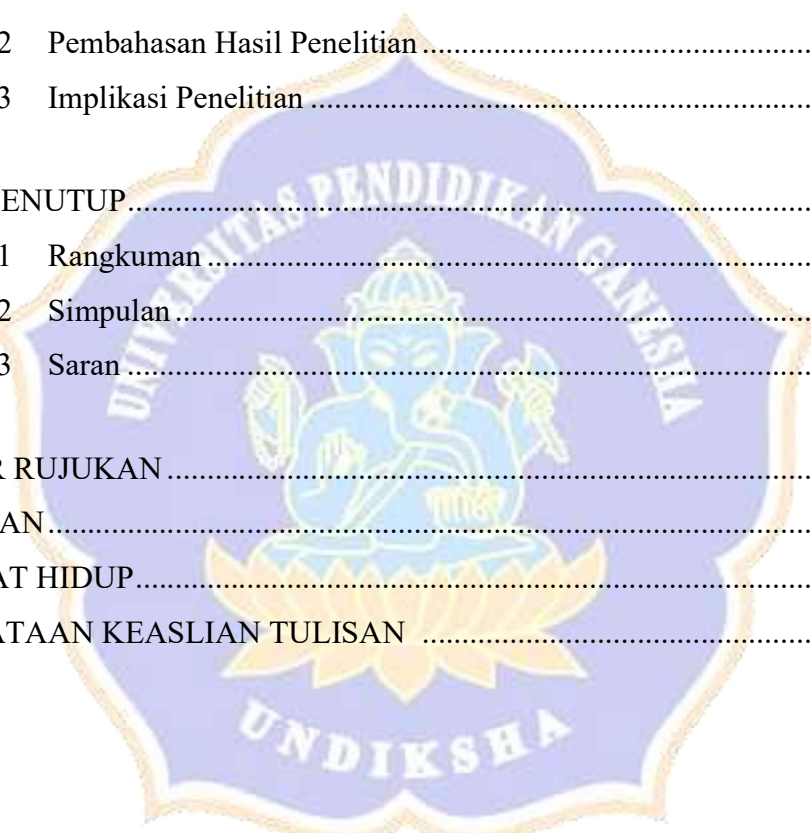 2 Pembahasan Hasil Penelitian
3 Implikasi Penelitian
ENUTUP
1 Rangkuman
2 Simpulan
3 Saran
R RUJUKAN
AN
AT HIDUP
ATAAN KEASLIAN TULISAN
UNIVERSITAS PENDIDIKAN GANESHA
UNDIKSHA